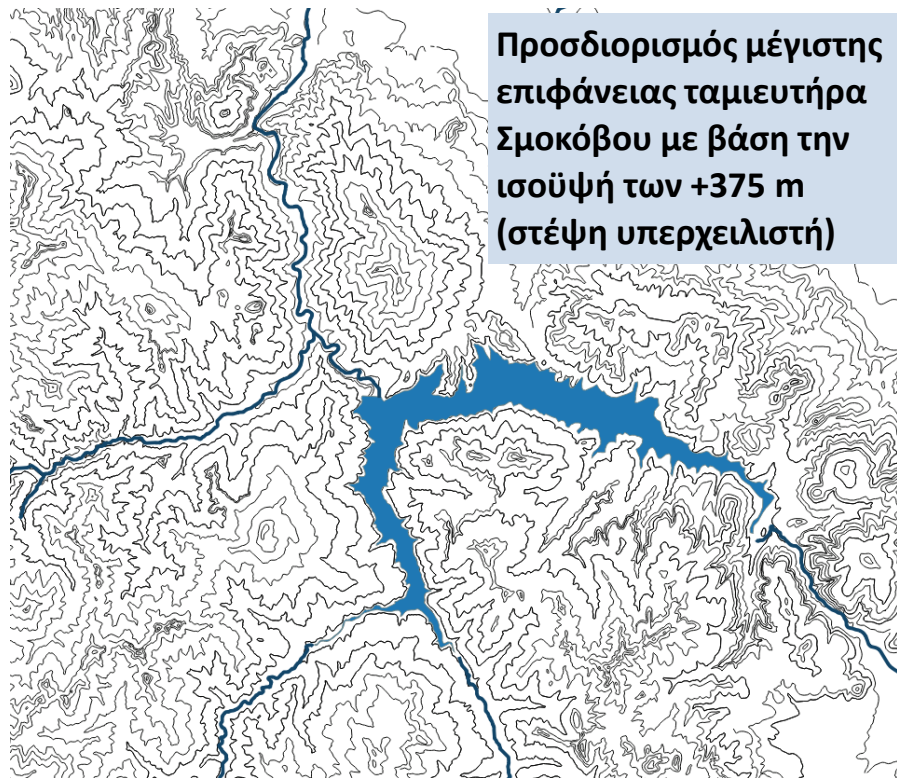 Προσδιορισμός μέγιστης
επιφάνειας ταμιευτήρα
Σμοκόβου με βάση την
ισοϋψή των +375 m
(στέψη υπερχειλιστή)